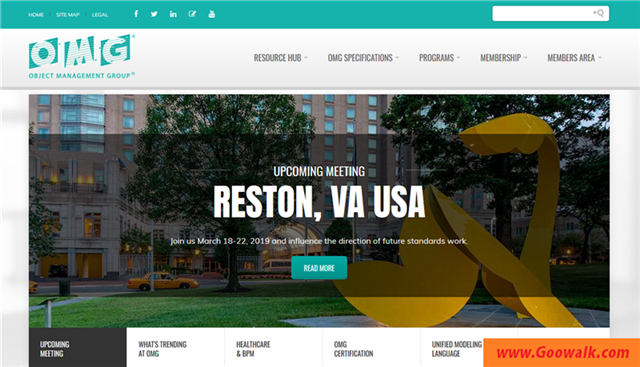 HOME | SITE MAP | LEGAL
OMG®
OBJECT MANAGEMENT GROUP®
RESOURCE HUB
OMG SPECIFICATIONS
PROGRAMS
MEMBERSHIP
MEMBERS AREA
UPCOMING MEETING
RESTON, VA USA
Join us March 18-22, 2019 and influence the direction of future standards work.
READ MORE
UPCOMING
MEETING
WHAT'S TRENDING
AT OMG
HEALTHCARE
& BPM
OMG
CERTIFICATION
UNIFIED MODELING
LANGUAGE
www.Goowalk.com